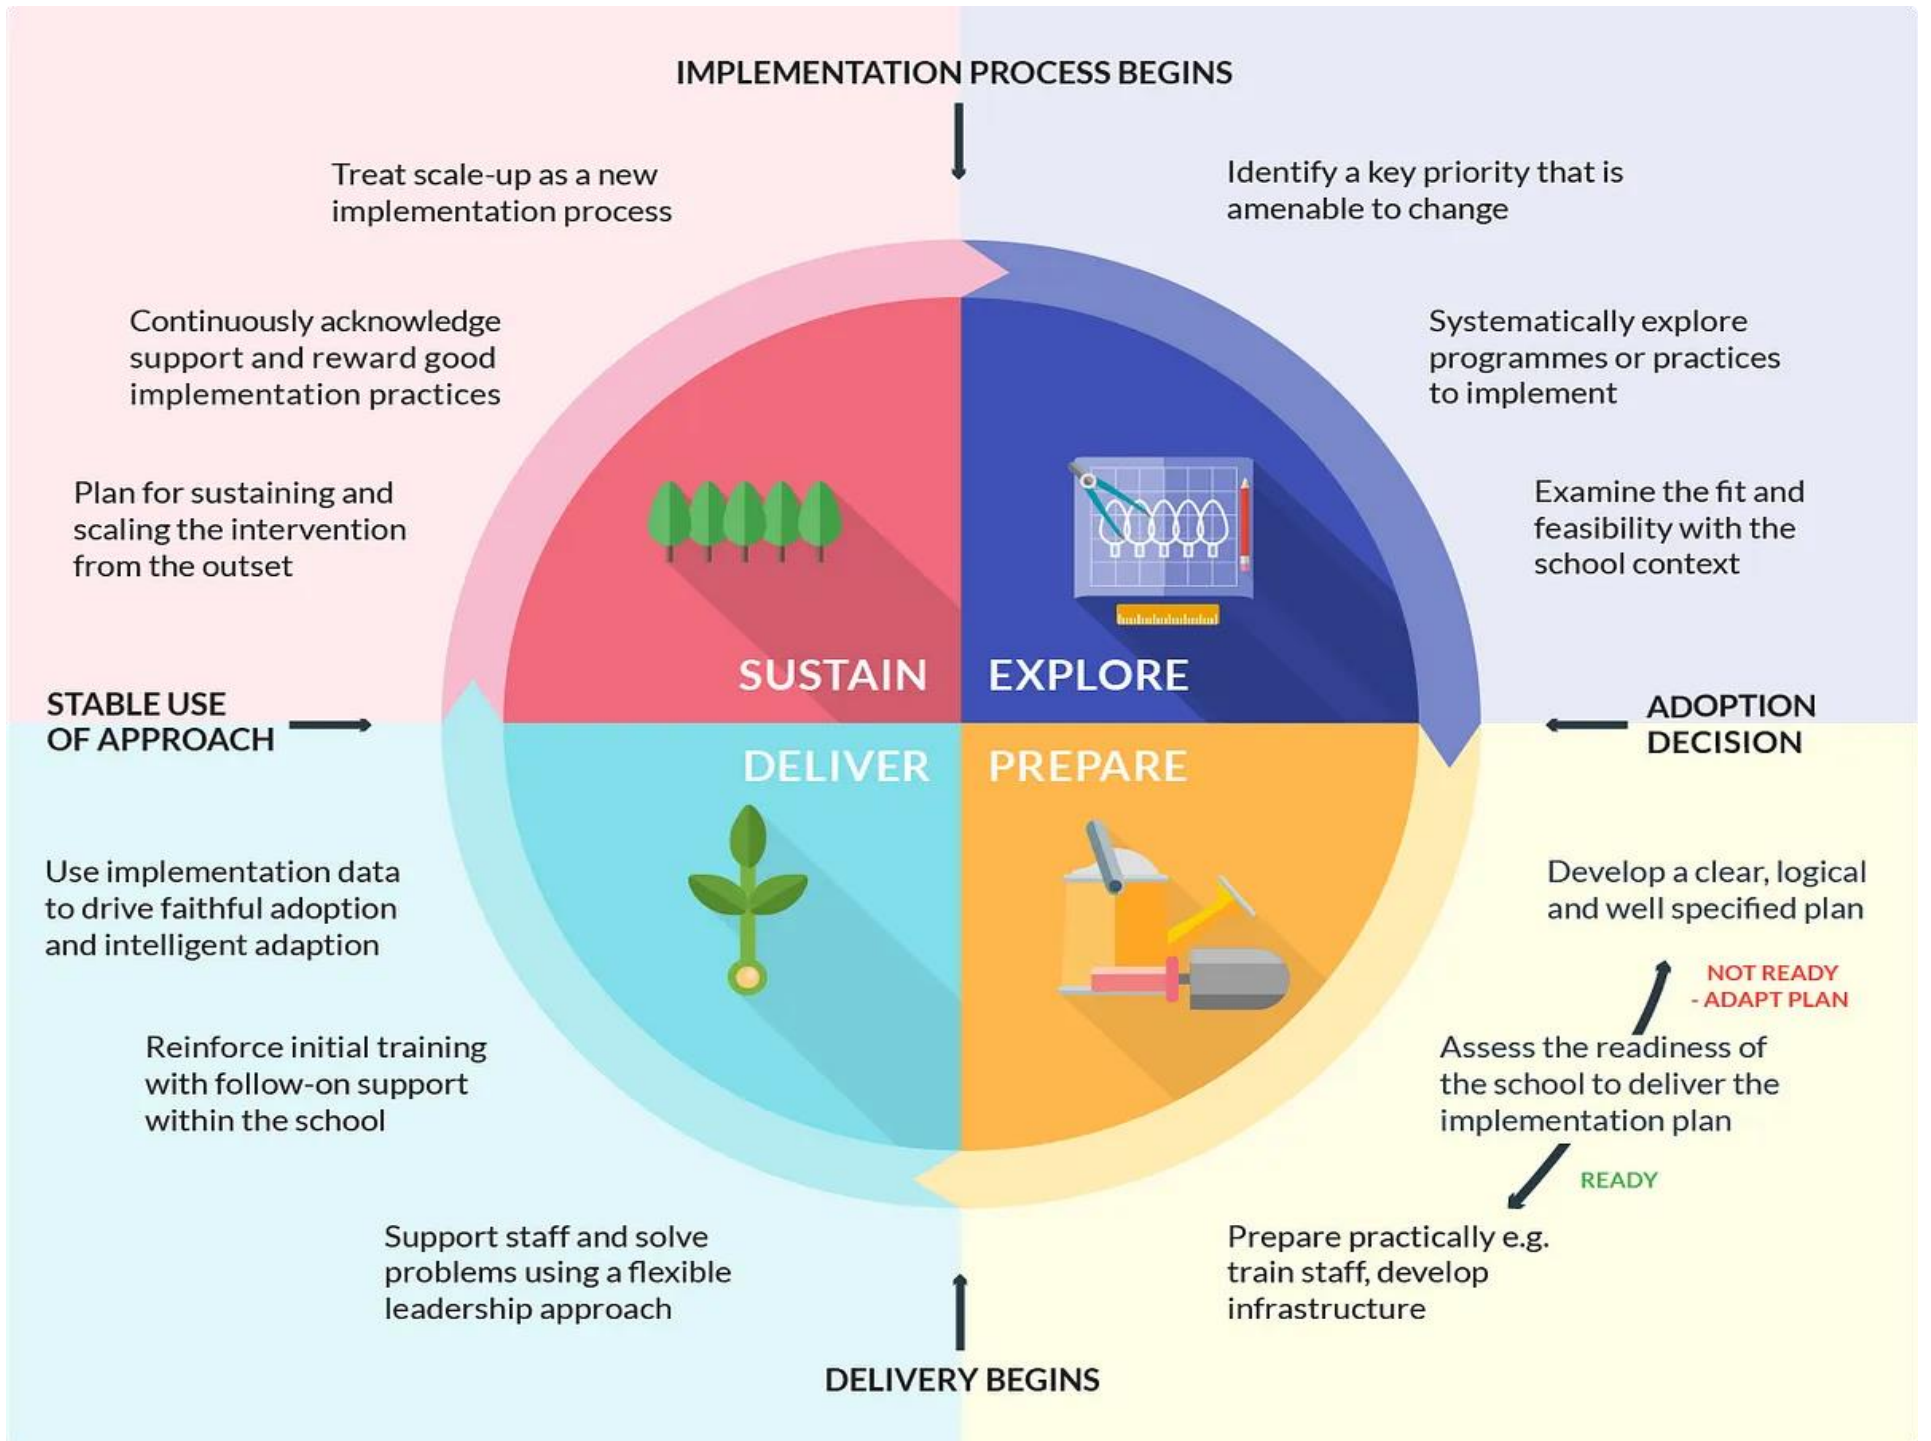 IMPLEMENTATION PROCESS BEGINS
Identify a key priority that is
amenable to change
Systematically explore
programmes or practices
to implement
Examine the fit and
feasibility with the
school context
EXPLORE
ADOPTION
DECISION
PREPARE
Develop a clear, logical
and well specified plan
NOT READY
- ADAPT PLAN
Assess the readiness of
the school to deliver the
implementation plan
READY
Prepare practically e.g.
train staff, develop
infrastructure
DELIVERY BEGINS
DELIVER
Support staff and solve
problems using a flexible
leadership approach
Reinforce initial training
with follow-on support
within the school
Use implementation data
to drive faithful adoption
and intelligent adaption
STABLE USE
OF APPROACH
SUSTAIN
Plan for sustaining and
scaling the intervention
from the outset
Continuously acknowledge
support and reward good
implementation practices
Treat scale-up as a new
implementation process